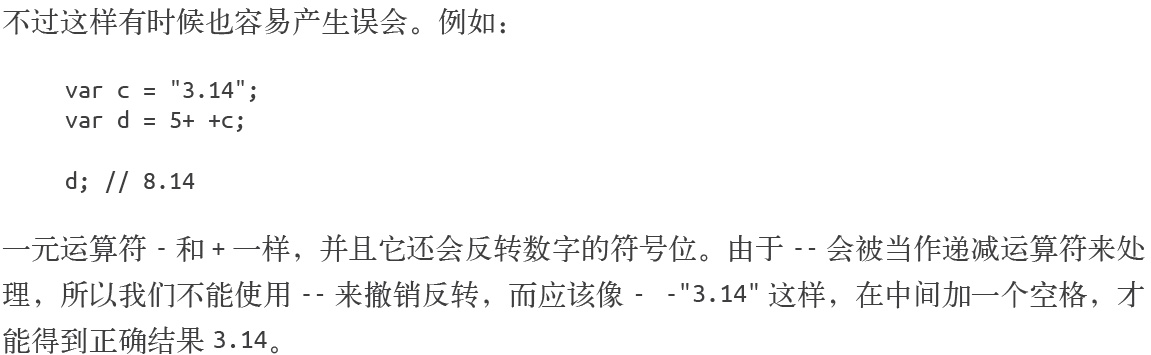 不过这样有时候也容易产生误会。例如：
var c = "3.14";
var d = 5+ +c;
d; // 8.14
一元运算符 - 和 + 一样，并且它还会反转数字的符号位。由于 -- 会被当作递减运算符来处
理，所以我们不能使用 -- 来撤销反转，而应该像 - -"3.14" 这样，在中间加一个空格，才
能得到正确结果 3.14。